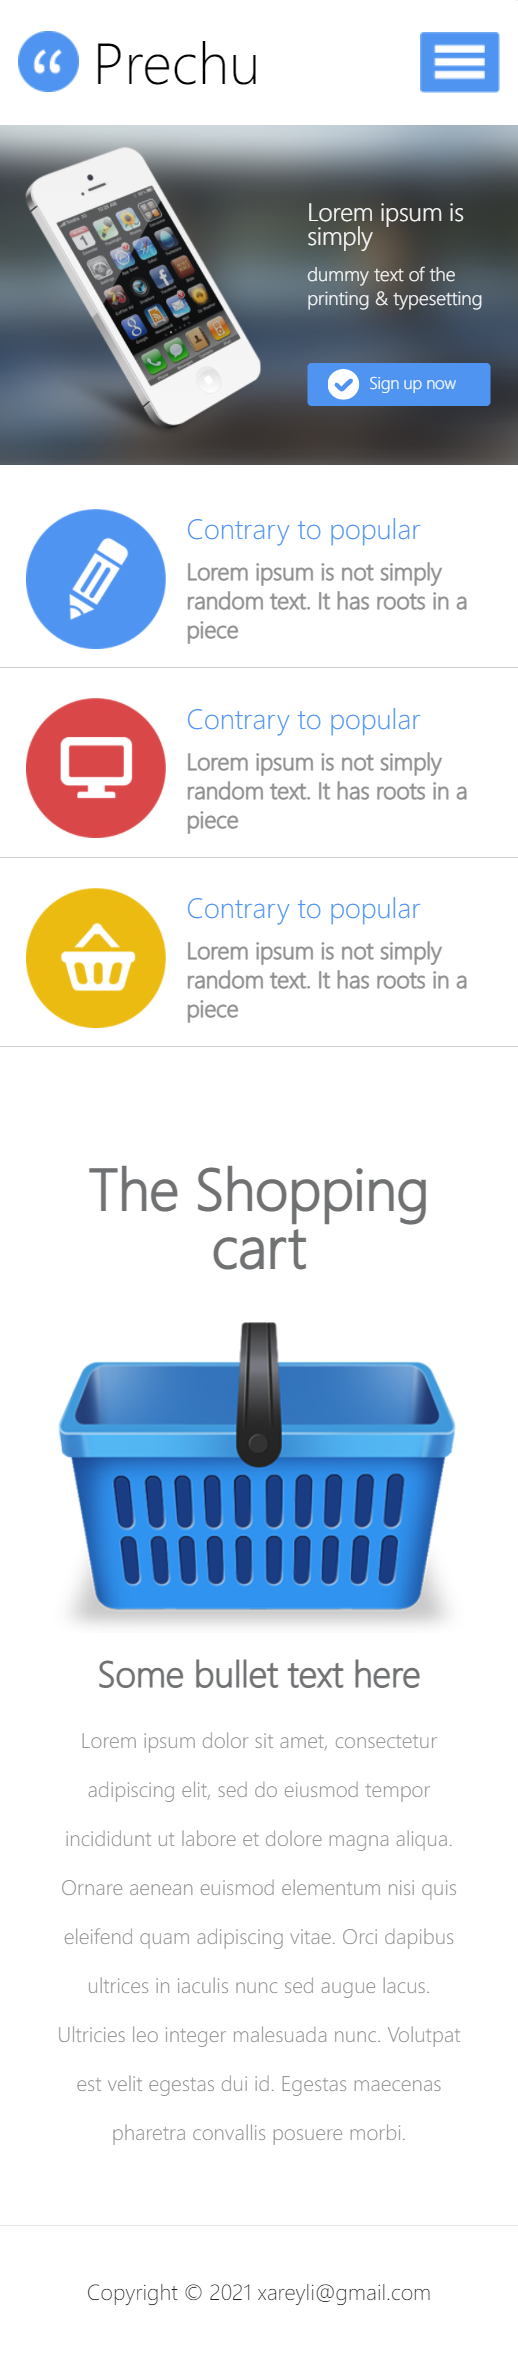 Prechu
Lorem ipsum is
simply
dummy text of the
printing & typesetting
Sign up now
Contrary to popular
Lorem ipsum is not simply
random text. It has roots in a
piece
Contrary to popular
Lorem ipsum is not simply
random text. It has roots in a
piece
Contrary to popular
Lorem ipsum is not simply
random text. It has roots in a
piece
The Shopping
cart
Some bullet text here
Lorem ipsum dolor sit amet, consectetur
adipiscing elit, sed do eiusmod tempor
incididunt ut labore et dolore magna aliqua.
Ornare aenean euismod elementum nisi quis
eleifend quam adipiscing vitae. Orci dapibus
ultrices in iaculis nunc sed augue lacus.
Ultricies leo integer malesuada nunc. Volutpat
est velit egestas dui id. Egestas maecenas
pharetra convallis posuere morbi.
Copyright © 2021 xareyli@gmail.com